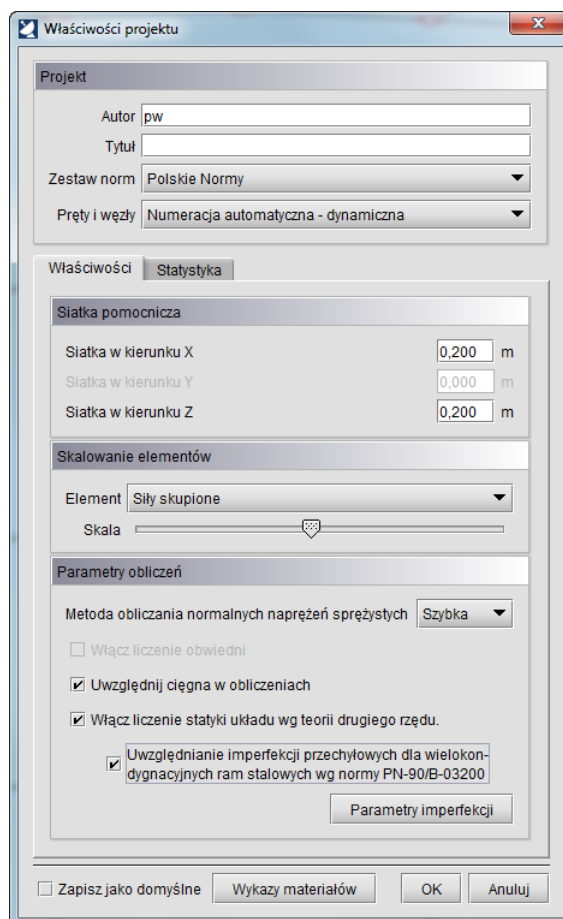 Właściwości projektu
Projekt
Autor pw
Tytuł
Zestaw norm Polskie Normy
Pręty i węzły Numeracja automatyczna - dynamiczna
Właściwości Statystyka
Siatka pomocnicza
Siatka w kierunku X 0,200 m
Siatka w kierunku Y 0,000 m
Siatka w kierunku Z 0,200 m
Skalowanie elementów
Element Siły skupione
Skala
Parametry obliczeń
Metoda obliczania normalnych naprężeń sprężystych Szybka
Włącz liczenie obwiedni
Uwzględnij cięgna w obliczeniach
Włącz liczenie statyki układu wg teorii drugiego rzędu.
Uwzględnianie imperfekcji przechyłowych dla wielokon-
dygnacyjnych ram stalowych wg normy PN-90/B-03200
Parametry imperfekcji
Zapisz jako domyślne Wykazy materiałów OK Anuluj